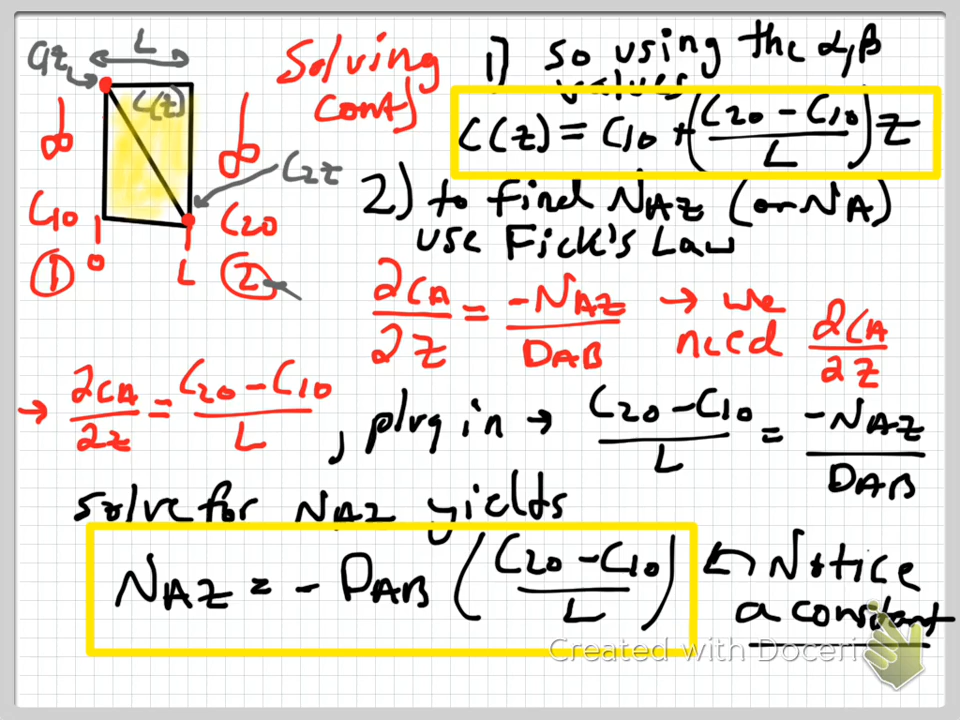 L
C1z
C(z)
C2z
C10
C20
0
L
1
2
Solving
cont)
1) so using the α,β
values
C(z) = C10 + (C20 - C10 / L) z
2) to find NAZ (or NA)
use Fick's Law
∂CA/∂z = -NAZ/DAB → we
need ∂CA/∂z
→ ∂CA/∂z = C20 - C10 / L , plug in → C20 - C10 / L = -NAZ/DAB
solve for NAZ yields
NAZ = - DAB (C20 - C10 / L) ← Notice
a constant
Created with Doceri